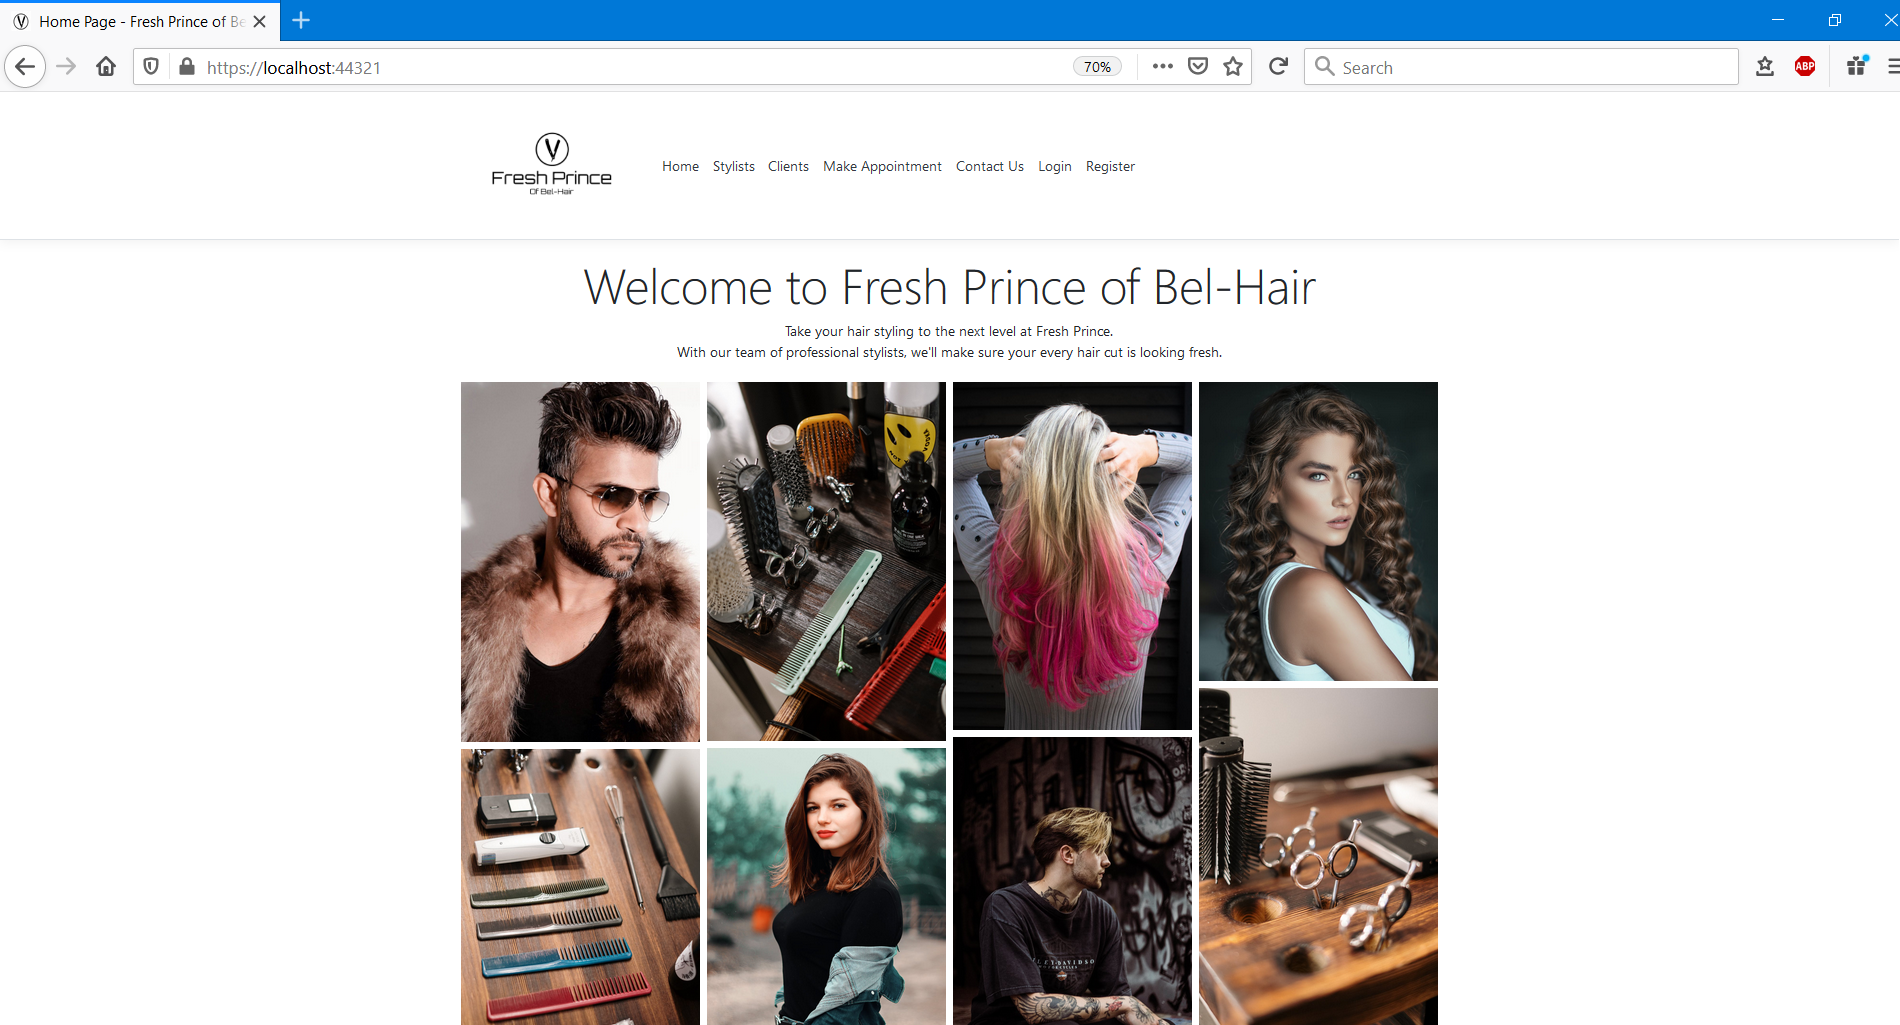 Home Page - Fresh Prince of Be
https://localhost:44321
70%
Search
ABP
Fresh Prince
Of Bel-Hair
Home Stylists Clients Make Appointment Contact Us Login Register
Welcome to Fresh Prince of Bel-Hair
Take your hair styling to the next level at Fresh Prince.
With our team of professional stylists, we'll make sure your every hair cut is looking fresh.